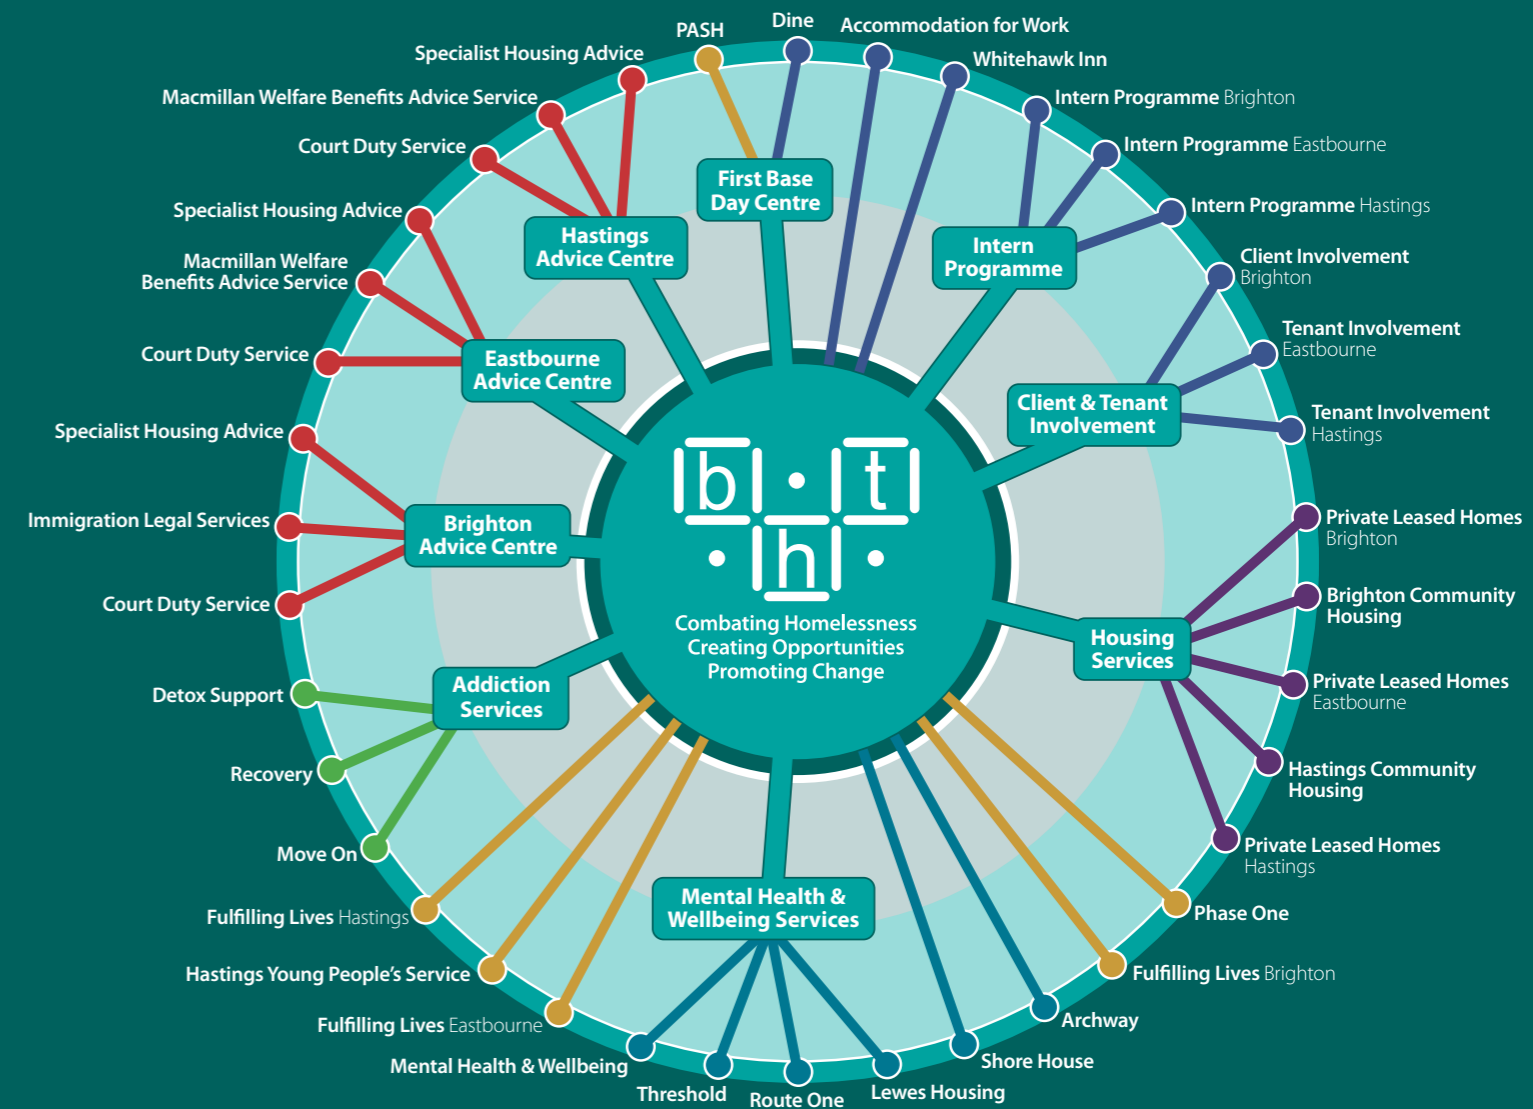 Dine
PASH
Accommodation for Work
Whitehawk Inn
Intern Programme Brighton
Intern Programme Eastbourne
Intern Programme Hastings
Client Involvement
Brighton
Tenant Involvement
Eastbourne
Tenant Involvement
Hastings
Private Leased Homes
Brighton
Brighton Community
Housing
Private Leased Homes
Eastbourne
Hastings Community
Housing
Private Leased Homes
Hastings
Phase One
Fulfilling Lives Brighton
Archway
Shore House
Lewes Housing
Route One
Threshold
Mental Health & Wellbeing
Fulfilling Lives Eastbourne
Hastings Young People's Service
Fulfilling Lives Hastings
Move On
Recovery
Detox Support
Court Duty Service
Immigration Legal Services
Specialist Housing Advice
Court Duty Service
Macmillan Welfare
Benefits Advice Service
Specialist Housing Advice
Court Duty Service
Macmillan Welfare Benefits Advice Service
Specialist Housing Advice
First Base
Day Centre
Intern
Programme
Client & Tenant
Involvement
Housing
Services
Mental Health &
Wellbeing Services
Addiction
Services
Brighton
Advice Centre
Eastbourne
Advice Centre
Hastings
Advice Centre
b t
h
Combating Homelessness
Creating Opportunities
Promoting Change